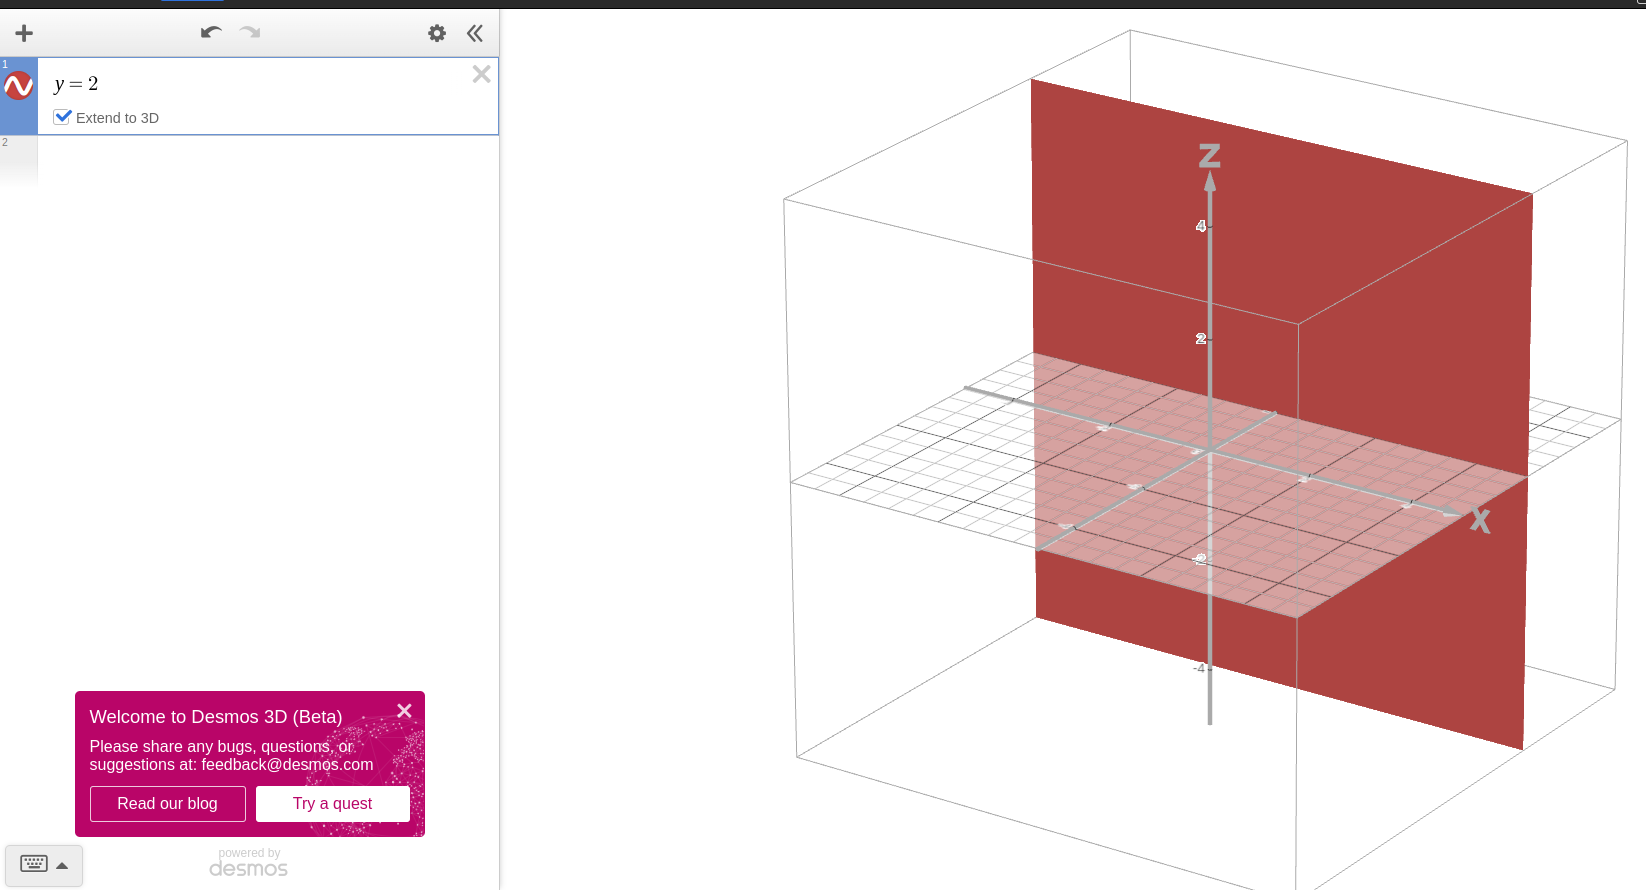 1
y = 2
Extend to 3D
2
Z
4
2
X
-2
-4
Welcome to Desmos 3D (Beta)
Please share any bugs, questions, or
suggestions at: feedback@desmos.com
Read our blog
Try a quest
powered by
desmos